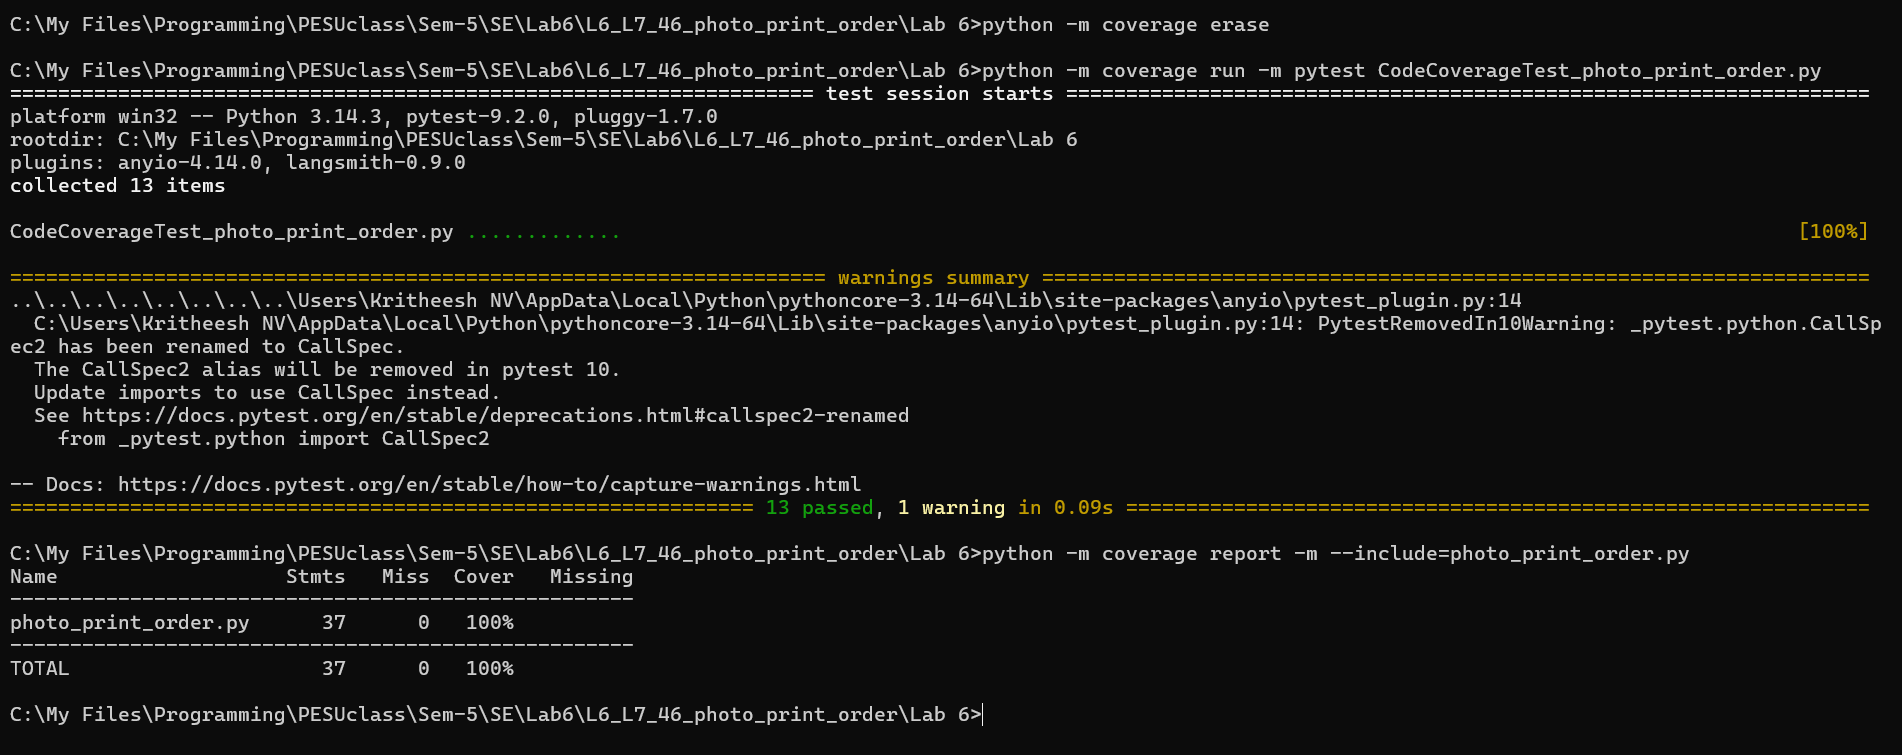 C:\My Files\Programming\PESUclass\Sem-5\SE\Lab6\L6_L7_46_photo_print_order\Lab 6>python -m coverage erase
C:\My Files\Programming\PESUclass\Sem-5\SE\Lab6\L6_L7_46_photo_print_order\Lab 6>python -m coverage run -m pytest CodeCoverageTest_photo_print_order.py
=================================================================== test session starts ===================================================================
platform win32 -- Python 3.14.3, pytest-9.2.0, pluggy-1.7.0
rootdir: C:\My Files\Programming\PESUclass\Sem-5\SE\Lab6\L6_L7_46_photo_print_order\Lab 6
plugins: anyio-4.14.0, langsmith-0.9.0
collected 13 items
CodeCoverageTest_photo_print_order.py ............. [100%]
==================================================================== warnings summary =====================================================================
..\..\..\..\..\..\..\..\Users\Kritheesh NV\AppData\Local\Python\pythoncore-3.14-64\Lib\site-packages\anyio\pytest_plugin.py:14
C:\Users\Kritheesh NV\AppData\Local\Python\pythoncore-3.14-64\Lib\site-packages\anyio\pytest_plugin.py:14: PytestRemovedIn10Warning: _pytest.python.CallSp
ec2 has been renamed to CallSpec.
The CallSpec2 alias will be removed in pytest 10.
Update imports to use CallSpec instead.
See https://docs.pytest.org/en/stable/deprecations.html#callspec2-renamed
from _pytest.python import CallSpec2
-- Docs: https://docs.pytest.org/en/stable/how-to/capture-warnings.html
============================================================== 13 passed, 1 warning in 0.09s ==============================================================
C:\My Files\Programming\PESUclass\Sem-5\SE\Lab6\L6_L7_46_photo_print_order\Lab 6>python -m coverage report -m --include=photo_print_order.py
Name                   Stmts   Miss  Cover   Missing
----------------------------------------------------
photo_print_order.py      37      0   100%
----------------------------------------------------
TOTAL                     37      0   100%
C:\My Files\Programming\PESUclass\Sem-5\SE\Lab6\L6_L7_46_photo_print_order\Lab 6>